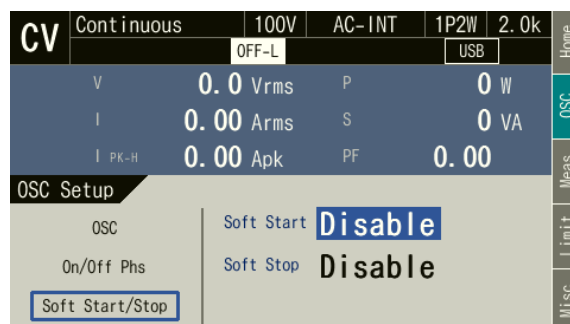 CV Continuous 100V AC-INT 1P2W 2.0k
OFF-L USB
V 0.0 Vrms P 0 W
I 0.00 Arms S 0 VA
I PK-H 0.00 Apk PF 0.00
OSC Setup
OSC
On/Off Phs
Soft Start/Stop
Soft Start Disable
Soft Stop Disable
Home
OSC
Meas
Limit
Misc